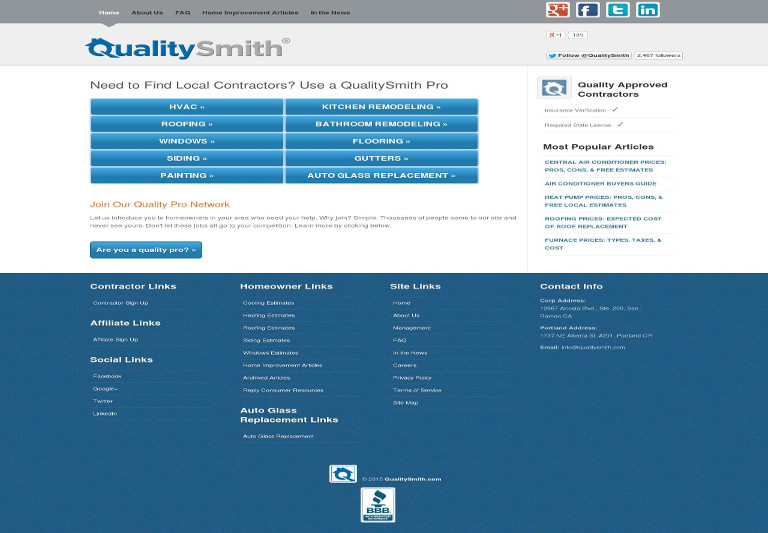 Home About Us FAQ Home Improvement Articles In the News
QualitySmith®
Follow @QualitySmith 2,467 followers
Need to Find Local Contractors? Use a QualitySmith Pro
HVAC » KITCHEN REMODELING »
ROOFING » BATHROOM REMODELING »
WINDOWS » FLOORING »
SIDING » GUTTERS »
PAINTING » AUTO GLASS REPLACEMENT »
Join Our Quality Pro Network
Let us introduce you to homeowners in your area who need your help. Why join? Simple. Thousands of people come to our site and
never see yours. Don't let these jobs all go to your competition. Learn more by clicking below.
Are you a quality pro? »
Quality Approved
Contractors
Insurance Verification ✓
Required State License ✓
Most Popular Articles
CENTRAL AIR CONDITIONER PRICES:
PROS, CONS, & FREE ESTIMATES
AIR CONDITIONER BUYERS GUIDE
HEAT PUMP PRICES: PROS, CONS, &
FREE LOCAL ESTIMATES
ROOFING PRICES: EXPECTED COST
OF ROOF REPLACEMENT
FURNACE PRICES: TYPES, TAXES, &
COST
Contractor Links
Contractor Sign Up
Affiliate Links
Affiliate Sign Up
Social Links
Facebook
Google+
Twitter
LinkedIn
Homeowner Links
Cooling Estimates
Heating Estimates
Roofing Estimates
Siding Estimates
Windows Estimates
Home Improvement Articles
Archived Articles
Reply Consumer Resources
Auto Glass
Replacement Links
Auto Glass Replacement
Site Links
Home
About Us
Management
FAQ
In the News
Careers
Privacy Policy
Terms of Service
Site Map
Contact Info
Corp Address:
12667 Alcosta Blvd., Ste. 200, San
Ramon CA
Portland Address:
1737 NE Alberta St. #201, Portland OR
Email: info@qualitysmith.com
© 2015 QualitySmith.com
BBB